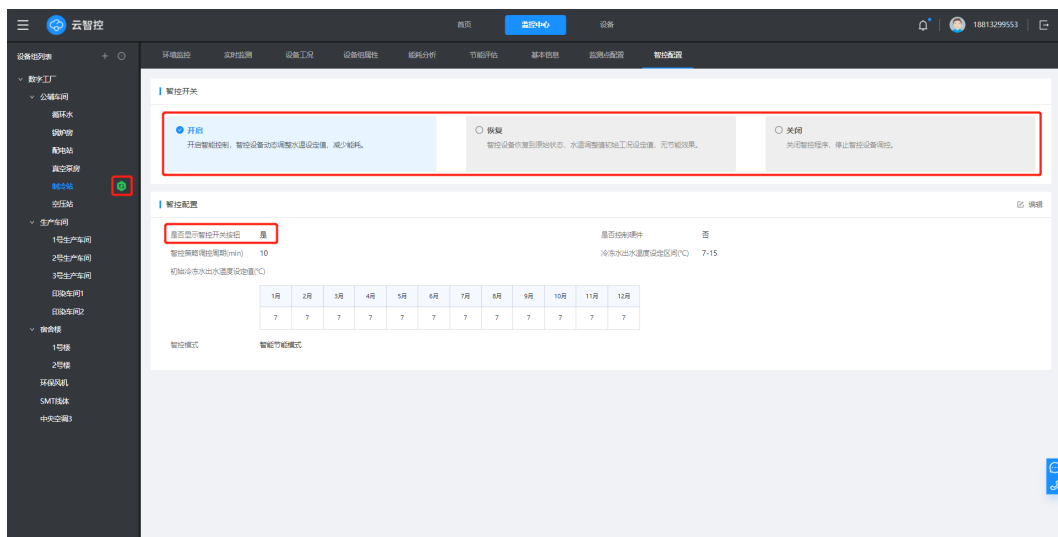 云智控
首页
监控中心
设备
18813299553
设备组列表
环境监控
实时监测
设备工况
设备组属性
能耗分析
节能评估
基本信息
监测点配置
智控配置
数字工厂
公辅车间
循环水
锅炉房
配电站
真空泵房
制冷站
空压站
生产车间
1号生产车间
2号生产车间
3号生产车间
印染车间1
印染车间2
宿舍楼
1号楼
2号楼
环保风机
SMT线体
中央空调3
智控开关
开启
开启智能控制，智控设备动态调整水温设定值，减少能耗。
恢复
智控设备恢复到原始状态，水温调整值初始工况设定值，无节能效果。
关闭
关闭智控程序，停止智控设备调控。
智控配置
编辑
是否显示智控开关按钮 是
是否控制硬件 否
智控策略调控周期(min) 10
冷冻水出水温度设定区间(℃) 7-15
初始冷冻水出水温度设定值(℃)
1月 2月 3月 4月 5月 6月 7月 8月 9月 10月 11月 12月
7 7 7 7 7 7 7 7 7 7 7 7
智控模式 智能节能模式